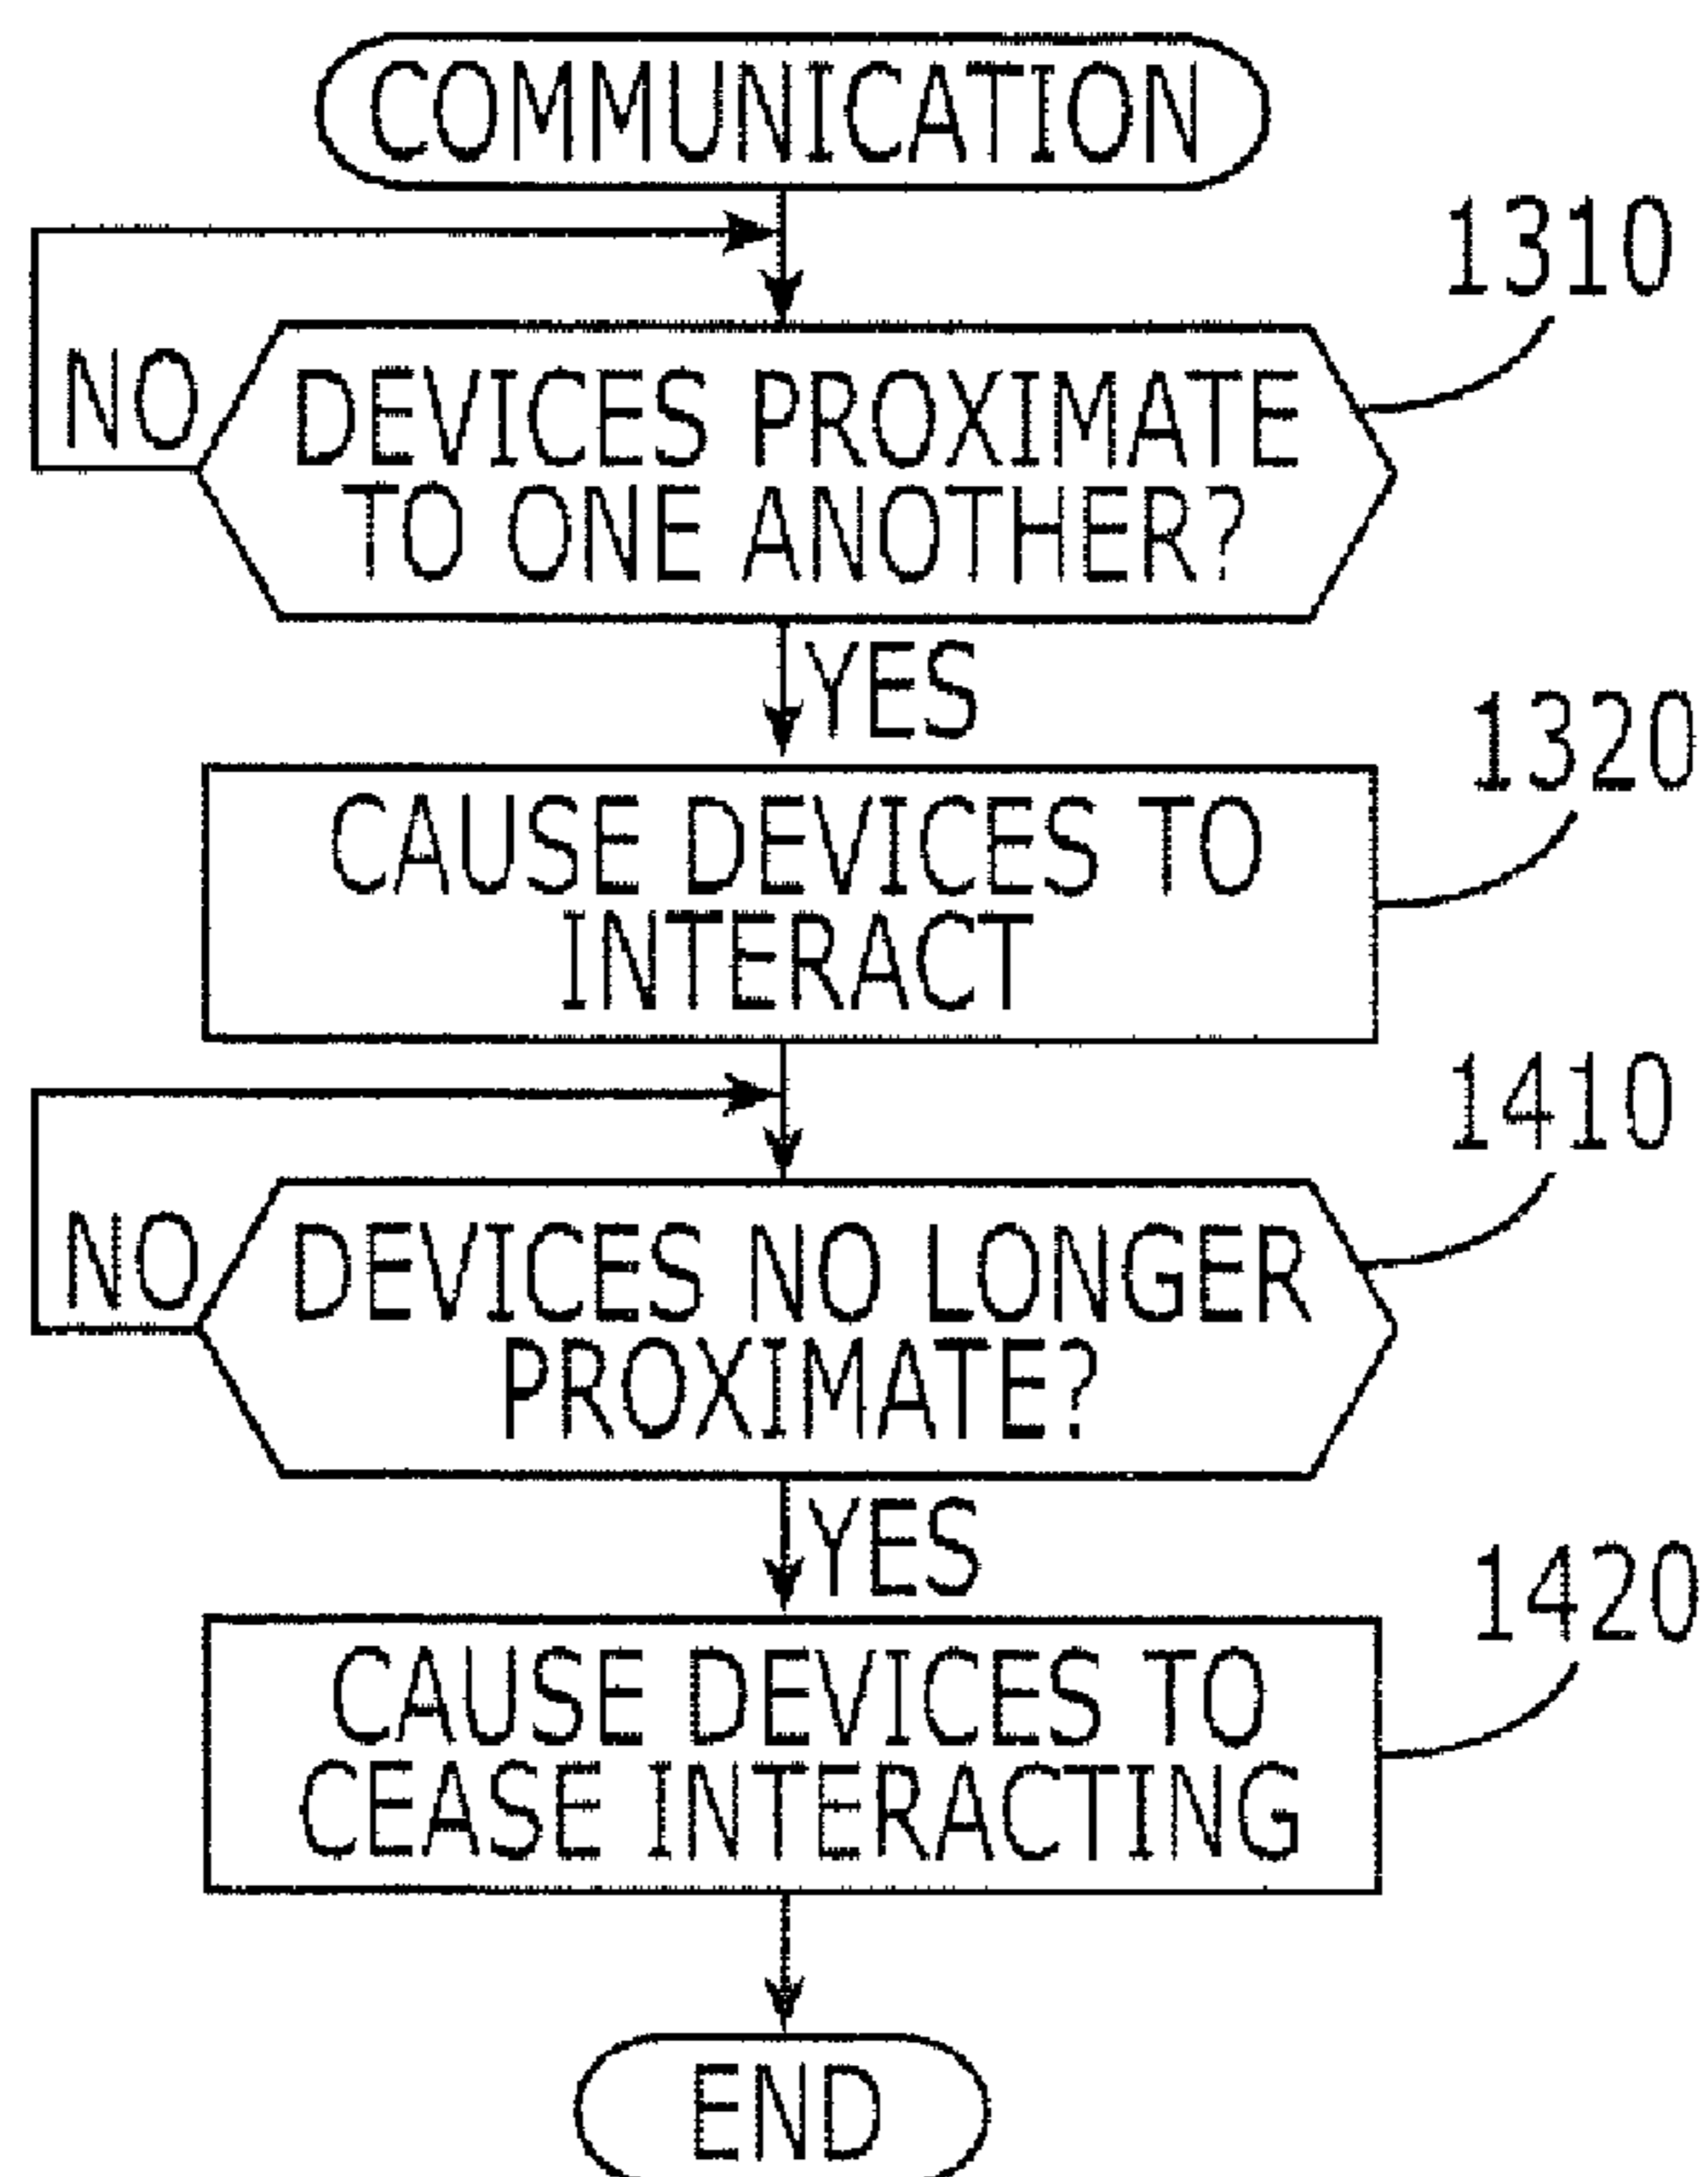 COMMUNICATION
1310
NO
DEVICES PROXIMATE
TO ONE ANOTHER?
YES
1320
CAUSE DEVICES TO
INTERACT
1410
NO
DEVICES NO LONGER
PROXIMATE?
YES
1420
CAUSE DEVICES TO
CEASE INTERACTING
END